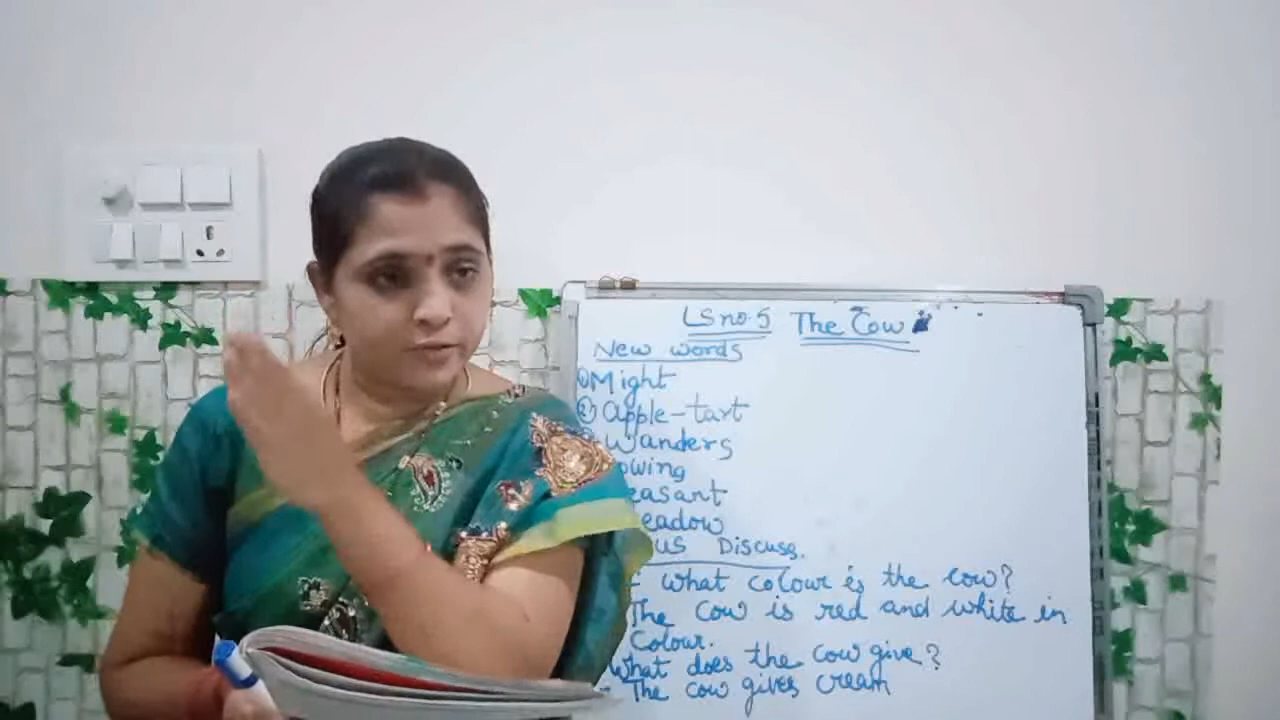 LS no.5 The Cow
New words
① Might
② Apple-tart
Wanders
owing
easant
eadow
us Discuss.
what colour is the cow?
The cow is red and white in
colour.
What does the cow give?
The cow gives cream